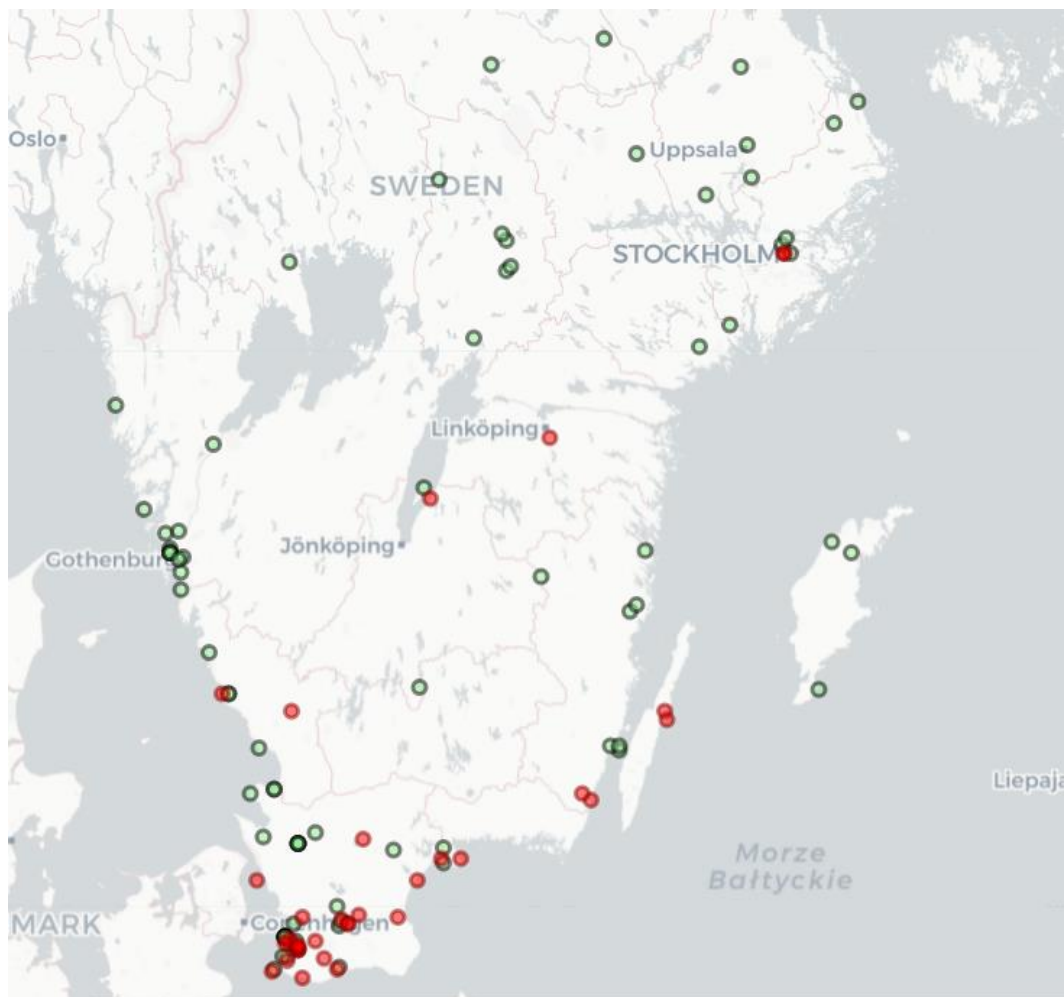 Oslo
Uppsala
SWEDEN
STOCKHOLM
Linköping
Jönköping
Gothenburg
Liepaja
Morze
Bałtyckie
MARK
Copenhagen